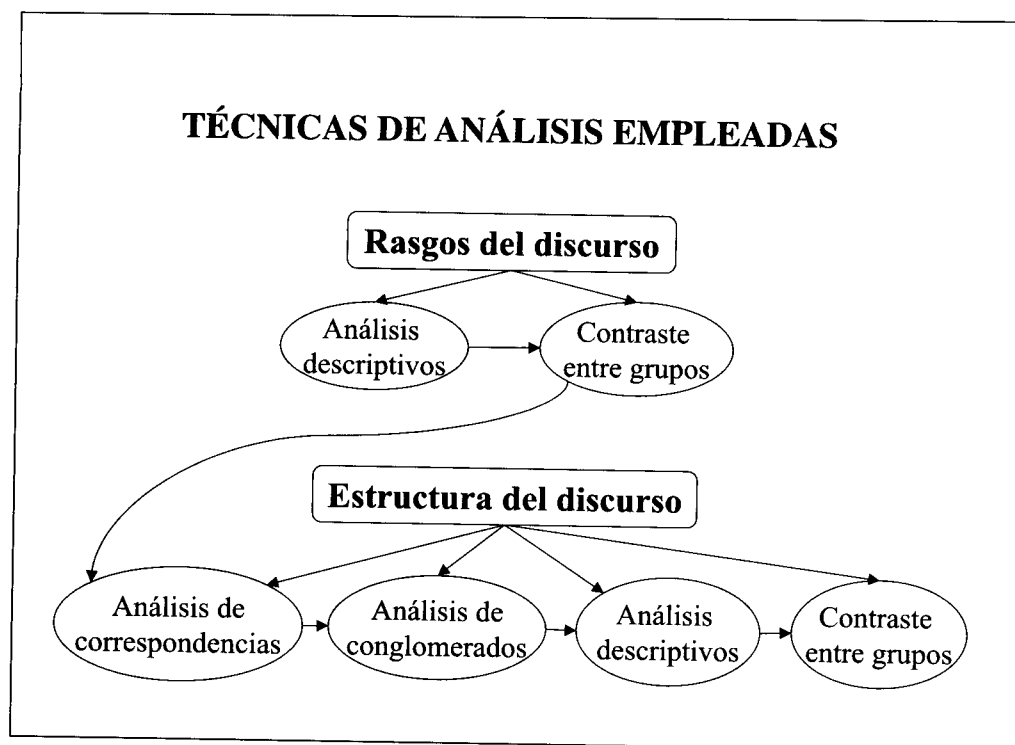 TÉCNICAS DE ANÁLISIS EMPLEADAS
Rasgos del discurso
Análisis
descriptivos
Contraste
entre grupos
Estructura del discurso
Análisis de
correspondencias
Análisis de
conglomerados
Análisis
descriptivos
Contraste
entre grupos